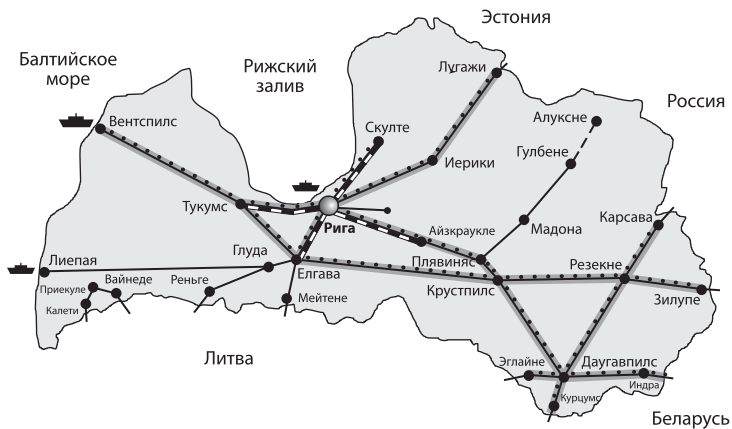 Эстония
Балтийское
море
Рижский
залив
Лугажи
Россия
Вентспилс
Скулте
Алуксне
Гулбене
Иерики
Тукумс
Рига
Карсава
Айзкраукле
Мадона
Глуда
Плявиняс
Резекне
Лиепая
Елгава
Приекуле
Вайнеде
Реньге
Крустпилс
Зилупе
Калети
Мейтене
Литва
Эглайне
Даугавпилс
Индра
Курцумс
Беларусь